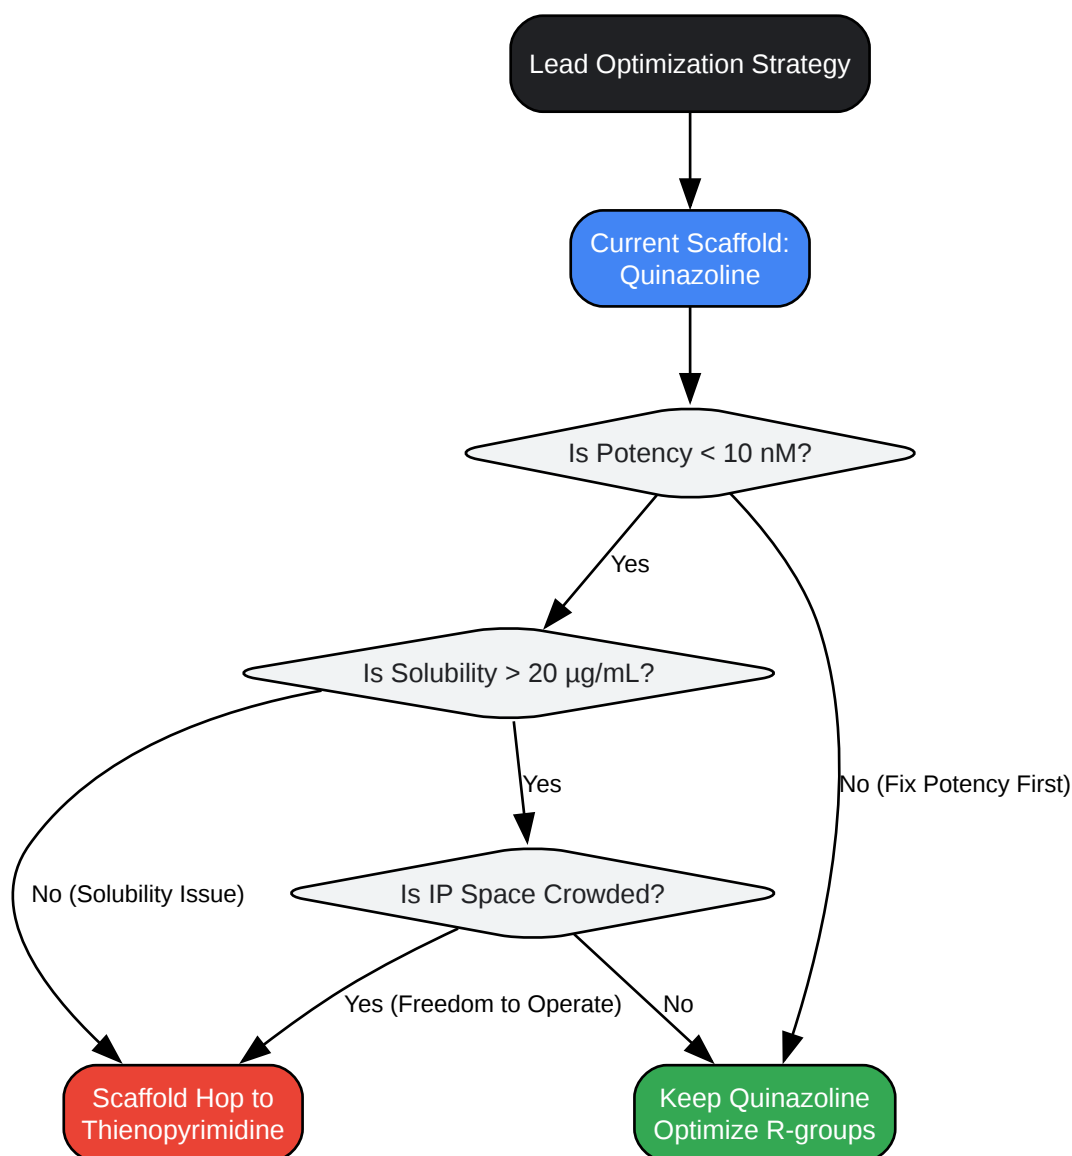 Lead Optimization Strategy
Current Scaffold:
Quinazoline
Is Potency < 10 nM?
Yes
Is Solubility > 20 µg/mL?
Yes
No (Fix Potency First)
No (Solubility Issue)
Is IP Space Crowded?
Yes (Freedom to Operate)
No
Scaffold Hop to
Thienopyrimidine
Keep Quinazoline
Optimize R-groups